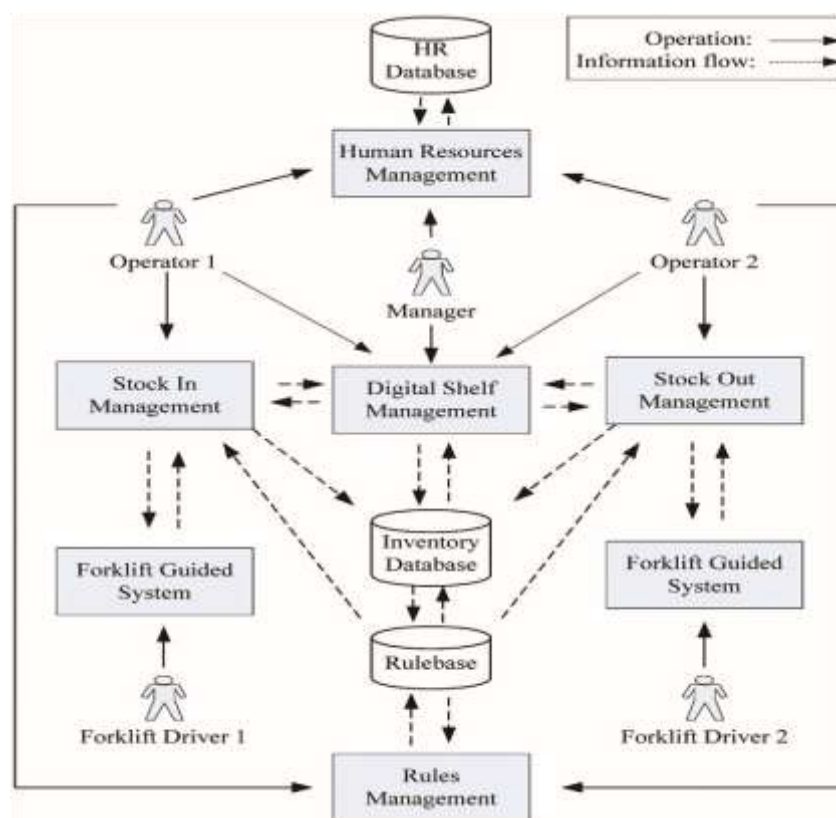 HR
Database
Operation:
Information flow:
Human Resources
Management
Operator 1
Manager
Operator 2
Stock In
Management
Digital Shelf
Management
Stock Out
Management
Inventory
Database
Forklift Guided
System
Forklift Guided
System
Rulebase
Forklift Driver 1
Forklift Driver 2
Rules
Management